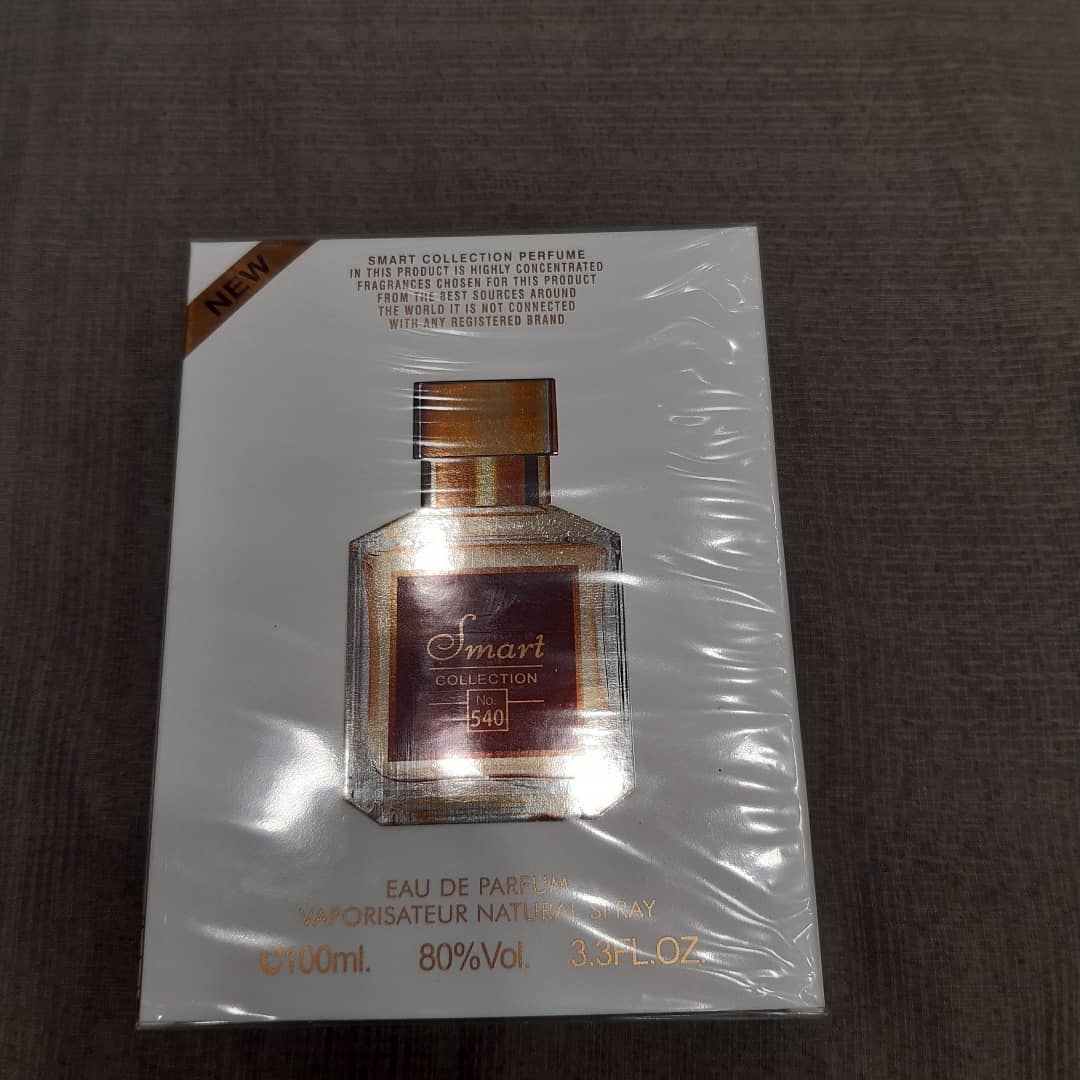 NEW
SMART COLLECTION PERFUME
IN THIS PRODUCT IS HIGHLY CONCENTRATED
FRAGRANCES CHOSEN FOR THIS PRODUCT
FROM THE BEST SOURCES AROUND
THE WORLD IT IS NOT CONNECTED
WITH ANY REGISTERED BRAND
Smart
COLLECTION
No.
540
EAU DE PARFUM
VAPORISATEUR NATURAL SPRAY
℮100ml. 80%Vol. 3.3FL.OZ.